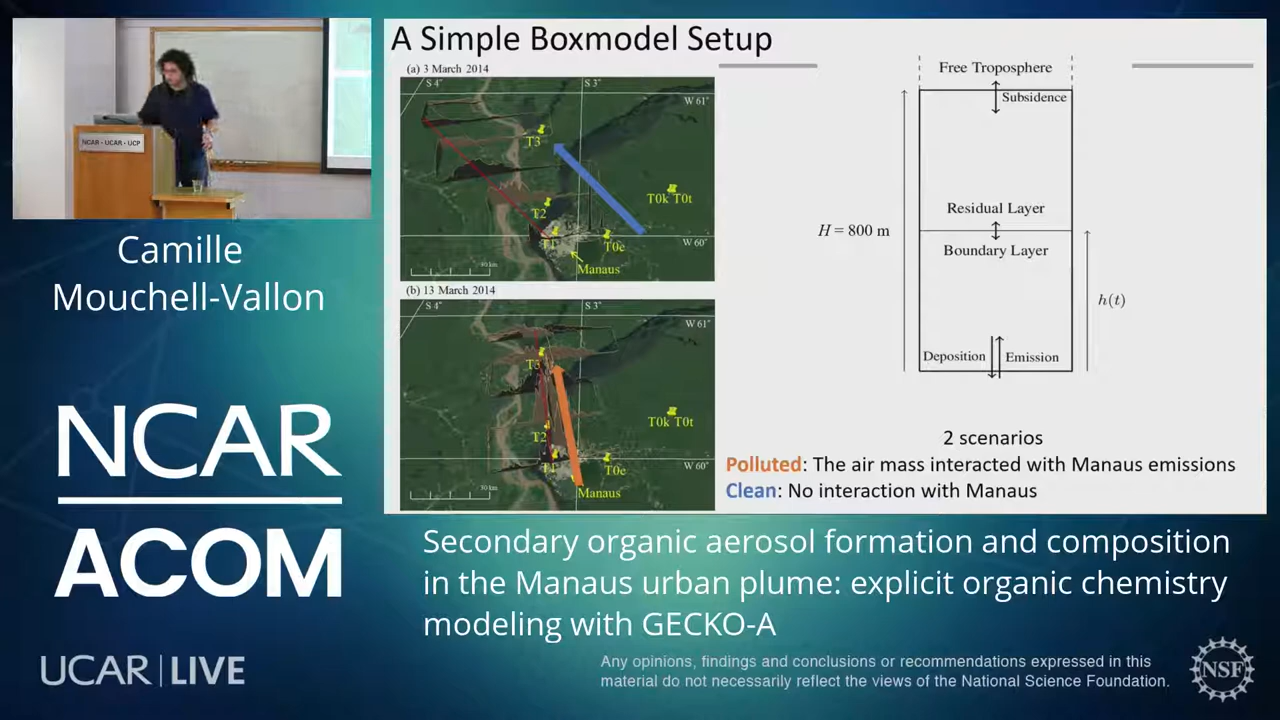 A Simple Boxmodel Setup
(a) 3 March 2014
S 4°
S 3°
W 61°
T3
T0k T0t
T2
T1
T0e
W 60°
Manaus
30 km
(b) 13 March 2014
S 4°
S 3°
W 61°
T3
T0k T0t
T2
T1
T0e
W 60°
Manaus
30 km
Free Troposphere
Subsidence
Residual Layer
H = 800 m
Boundary Layer
h(t)
Deposition
Emission
2 scenarios
Polluted: The air mass interacted with Manaus emissions
Clean: No interaction with Manaus
NCAR - UCAR - UCP
Camille
Mouchell-Vallon
NCAR
ACOM
UCAR | LIVE
Secondary organic aerosol formation and composition
in the Manaus urban plume: explicit organic chemistry
modeling with GECKO-A
Any opinions, findings and conclusions or recommendations expressed in this
material do not necessarily reflect the views of the National Science Foundation.
NSF